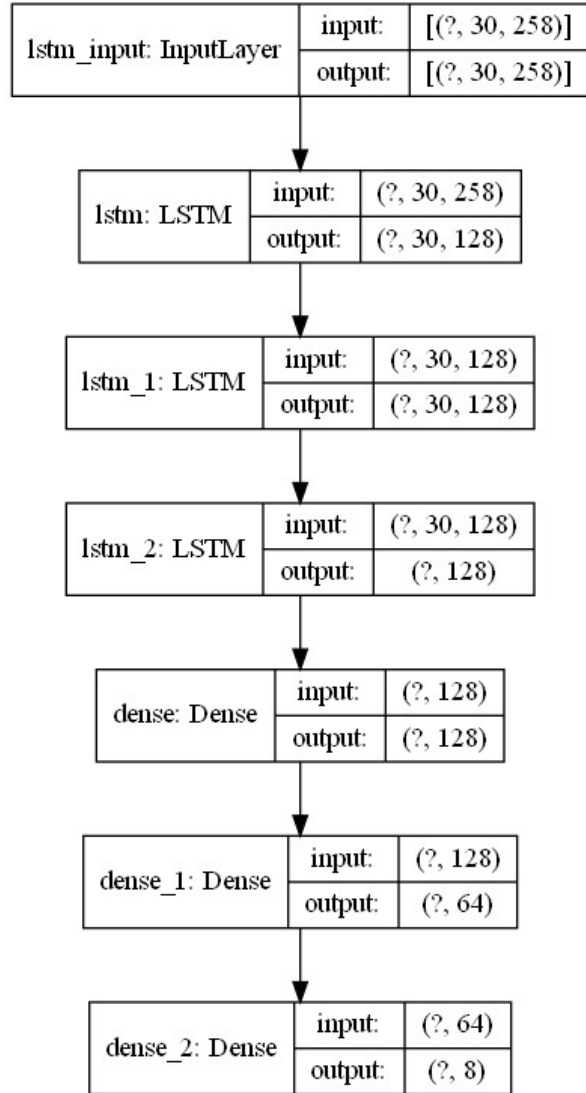 lstm_input: InputLayer
input: [(?, 30, 258)]
output: [(?, 30, 258)]
lstm: LSTM
input: (?, 30, 258)
output: (?, 30, 128)
lstm_1: LSTM
input: (?, 30, 128)
output: (?, 30, 128)
lstm_2: LSTM
input: (?, 30, 128)
output: (?, 128)
dense: Dense
input: (?, 128)
output: (?, 128)
dense_1: Dense
input: (?, 128)
output: (?, 64)
dense_2: Dense
input: (?, 64)
output: (?, 8)